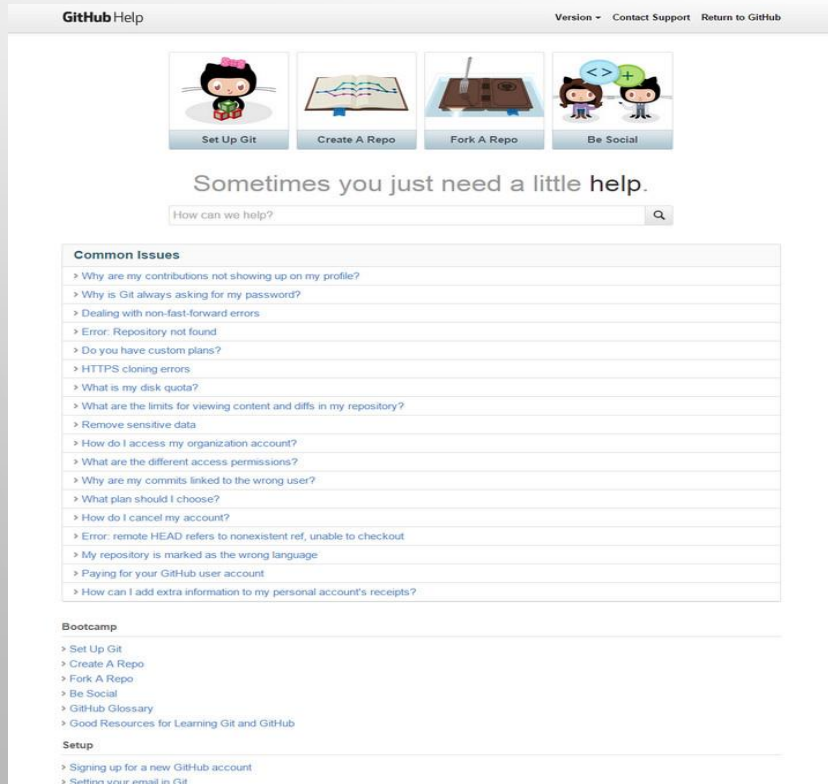 GitHub Help
Version Contact Support Return to GitHub
Set Up Git Create A Repo Fork A Repo Be Social
<> +
Sometimes you just need a little help.
How can we help?
Common Issues
> Why are my contributions not showing up on my profile?
> Why is Git always asking for my password?
> Dealing with non-fast-forward errors
> Error: Repository not found
> Do you have custom plans?
> HTTPS cloning errors
> What is my disk quota?
> What are the limits for viewing content and diffs in my repository?
> Remove sensitive data
> How do I access my organization account?
> What are the different access permissions?
> Why are my commits linked to the wrong user?
> What plan should I choose?
> How do I cancel my account?
> Error: remote HEAD refers to nonexistent ref, unable to checkout
> My repository is marked as the wrong language
> Paying for your GitHub user account
> How can I add extra information to my personal account's receipts?
Bootcamp
> Set Up Git
> Create A Repo
> Fork A Repo
> Be Social
> GitHub Glossary
> Good Resources for Learning Git and GitHub
Setup
> Signing up for a new GitHub account
> Setting your email in Git